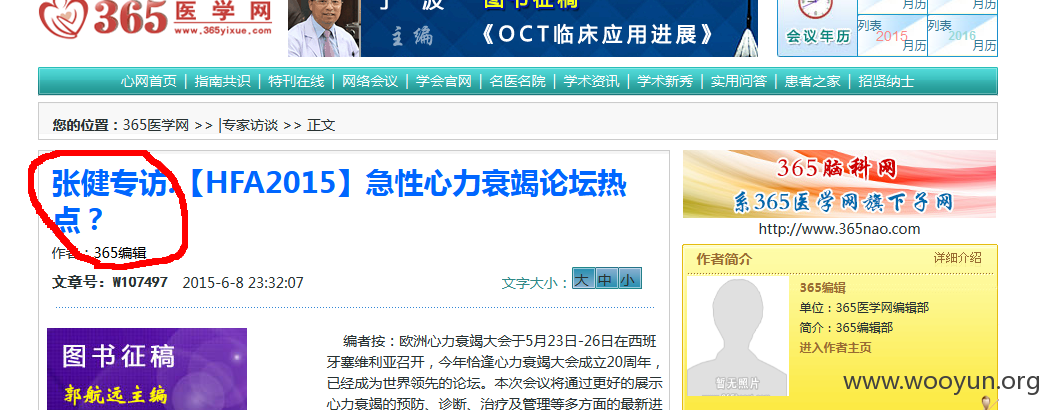 365医学网
www.365yixue.com
宁 波
主编
图书征稿
《OCT临床应用进展》
会议年历
列表
2015
月历
列表
2016
月历
心网首页 | 指南共识 | 特刊在线 | 网络会议 | 学会官网 | 名医名院 | 学术资讯 | 学术新秀 | 实用问答 | 患者之家 | 招贤纳士
您的位置：365医学网 >> |专家访谈 >> 正文
张健专访:【HFA2015】急性心力衰竭论坛热
点？
作者：365编辑
文章号：W107497 2015-6-8 23:32:07
文字大小：大 中 小
图书征稿
郭航远主编
编者按：欧洲心力衰竭大会于5月23日-26日在西班
牙塞维利亚召开，今年恰逢心力衰竭大会成立20周年，
已经成为世界领先的论坛。本次会议将通过更好的展示
心力衰竭的预防、诊断、治疗及管理等多方面的最新进
365脑科网
系365医学网旗下子网
http://www.365nao.com
作者简介 详细介绍
暂无照片
365编辑
单位：365医学网编辑部
简介：365编辑部
进入作者主页
www.wooyun.org